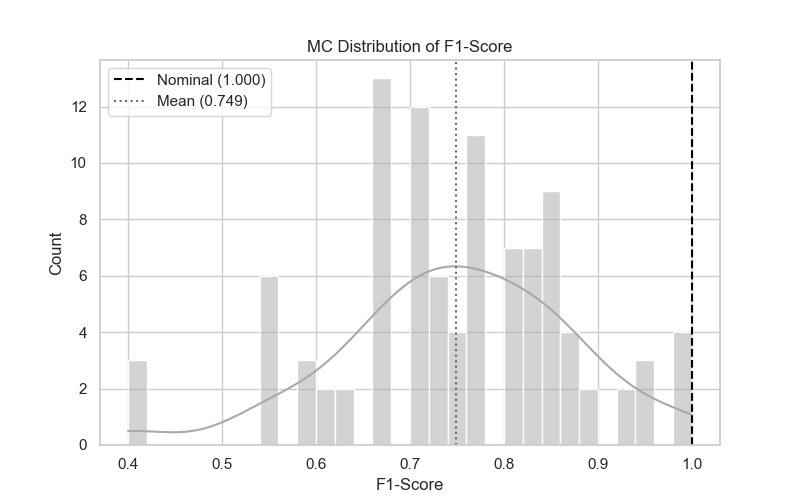 MC Distribution of F1-Score
Nominal (1.000)
Mean (0.749)
Count
12
10
8
6
4
2
0
0.4 0.5 0.6 0.7 0.8 0.9 1.0
F1-Score